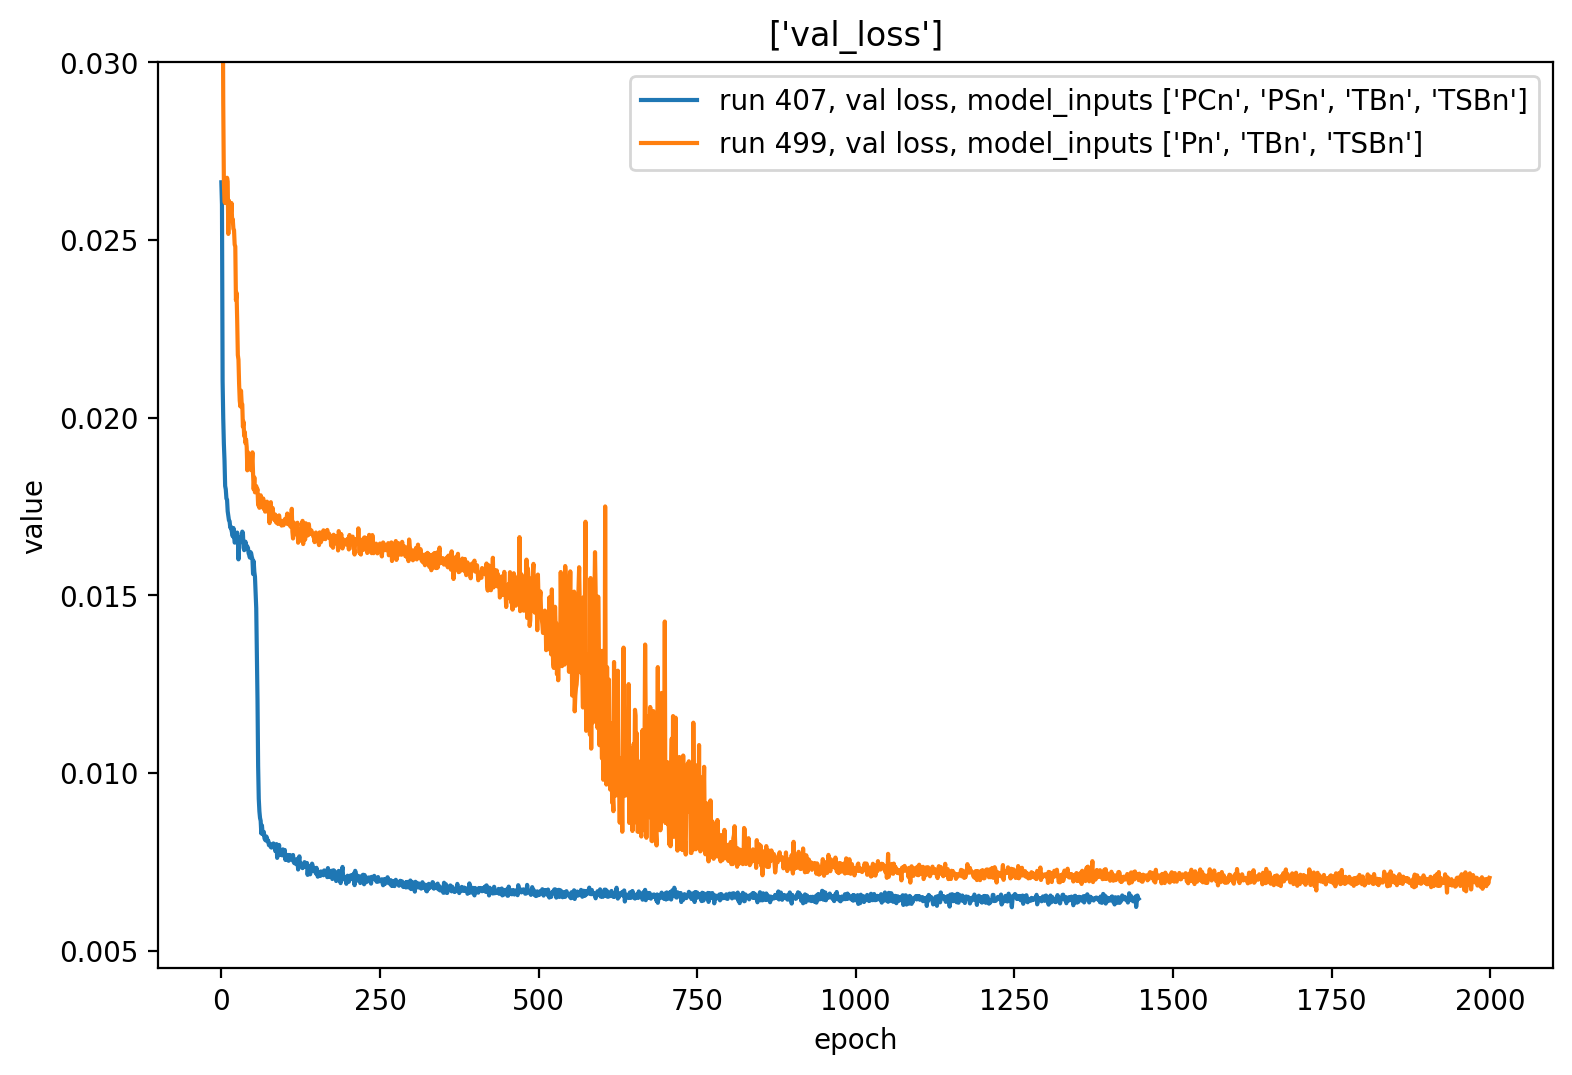 ['val_loss']
run 407, val loss, model_inputs ['PCn', 'PSn', 'TBn', 'TSBn']
run 499, val loss, model_inputs ['Pn', 'TBn', 'TSBn']
value
0.030
0.025
0.020
0.015
0.010
0.005
0 250 500 750 1000 1250 1500 1750 2000
epoch